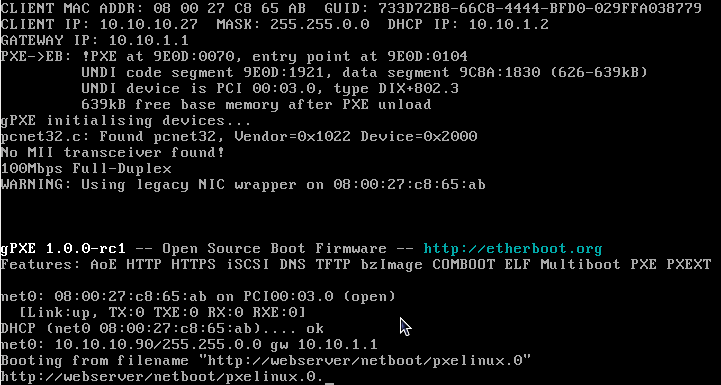 CLIENT MAC ADDR: 08 00 27 C8 65 AB  GUID: 733D72B8-66C8-4444-BFD0-029FFA038779
CLIENT IP: 10.10.10.27  MASK: 255.255.0.0  DHCP IP: 10.10.1.2
GATEWAY IP: 10.10.1.1
PXE->EB: !PXE at 9E0D:0070, entry point at 9E0D:0104
         UNDI code segment 9E0D:1921, data segment 9C8A:1830 (626-639kB)
         UNDI device is PCI 00:03.0, type DIX+802.3
         639kB free base memory after PXE unload
gPXE initialising devices...
pcnet32.c: Found pcnet32, Vendor=0x1022 Device=0x2000
No MII transceiver found!
100Mbps Full-Duplex
WARNING: Using legacy NIC wrapper on 08:00:27:c8:65:ab
gPXE 1.0.0-rc1 -- Open Source Boot Firmware -- http://etherboot.org
Features: AoE HTTP HTTPS iSCSI DNS TFTP bzImage COMBOOT ELF Multiboot PXE PXEXT
net0: 08:00:27:c8:65:ab on PCI00:03.0 (open)
  [Link:up, TX:0 TXE:0 RX:0 RXE:0]
DHCP (net0 08:00:27:c8:65:ab).... ok
net0: 10.10.10.90/255.255.0.0 gw 10.10.1.1
Booting from filename "http://webserver/netboot/pxelinux.0"
http://webserver/netboot/pxelinux.0._